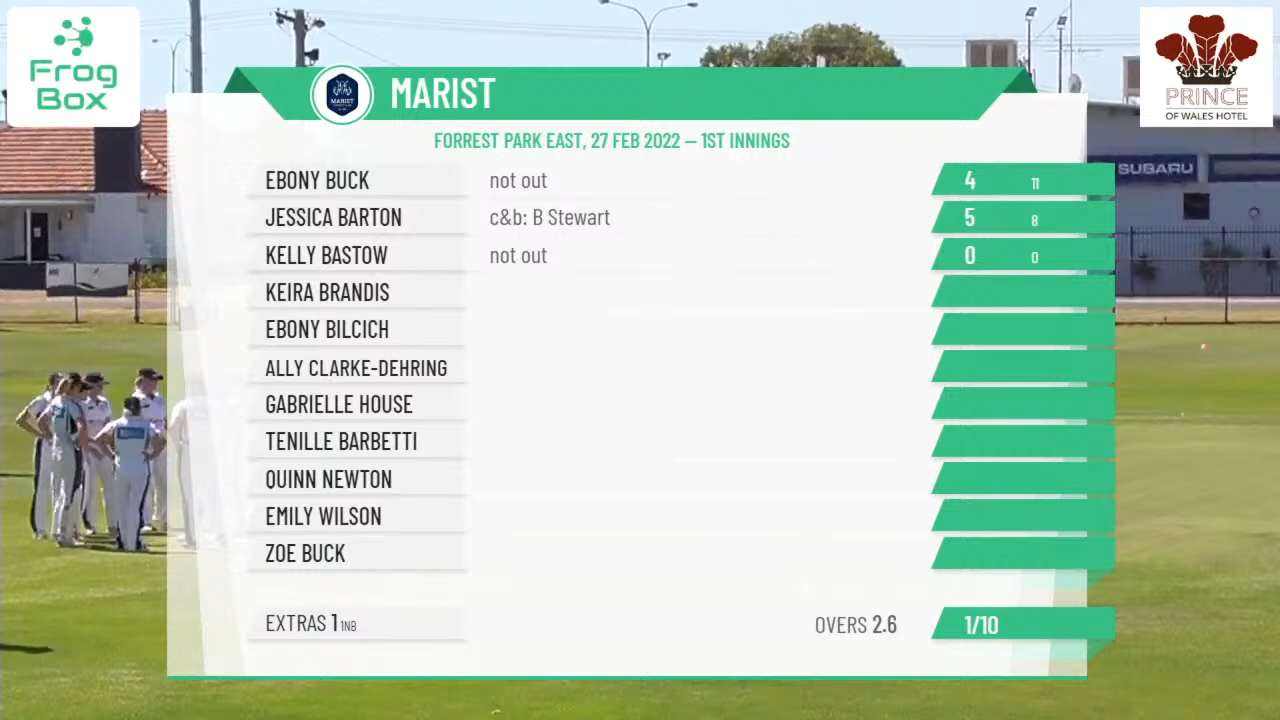 Frog
Box
MARIST
MARIST
PRINCE
OF WALES HOTEL
FORREST PARK EAST, 27 FEB 2022 – 1ST INNINGS
SUBARU
EBONY BUCK not out 4 11
JESSICA BARTON c&b: B Stewart 5 8
KELLY BASTOW not out 0 0
KEIRA BRANDIS
EBONY BILCICH
ALLY CLARKE-DEHRING
GABRIELLE HOUSE
TENILLE BARBETTI
QUINN NEWTON
EMILY WILSON
ZOE BUCK
EXTRAS 1 1NB OVERS 2.6 1/10